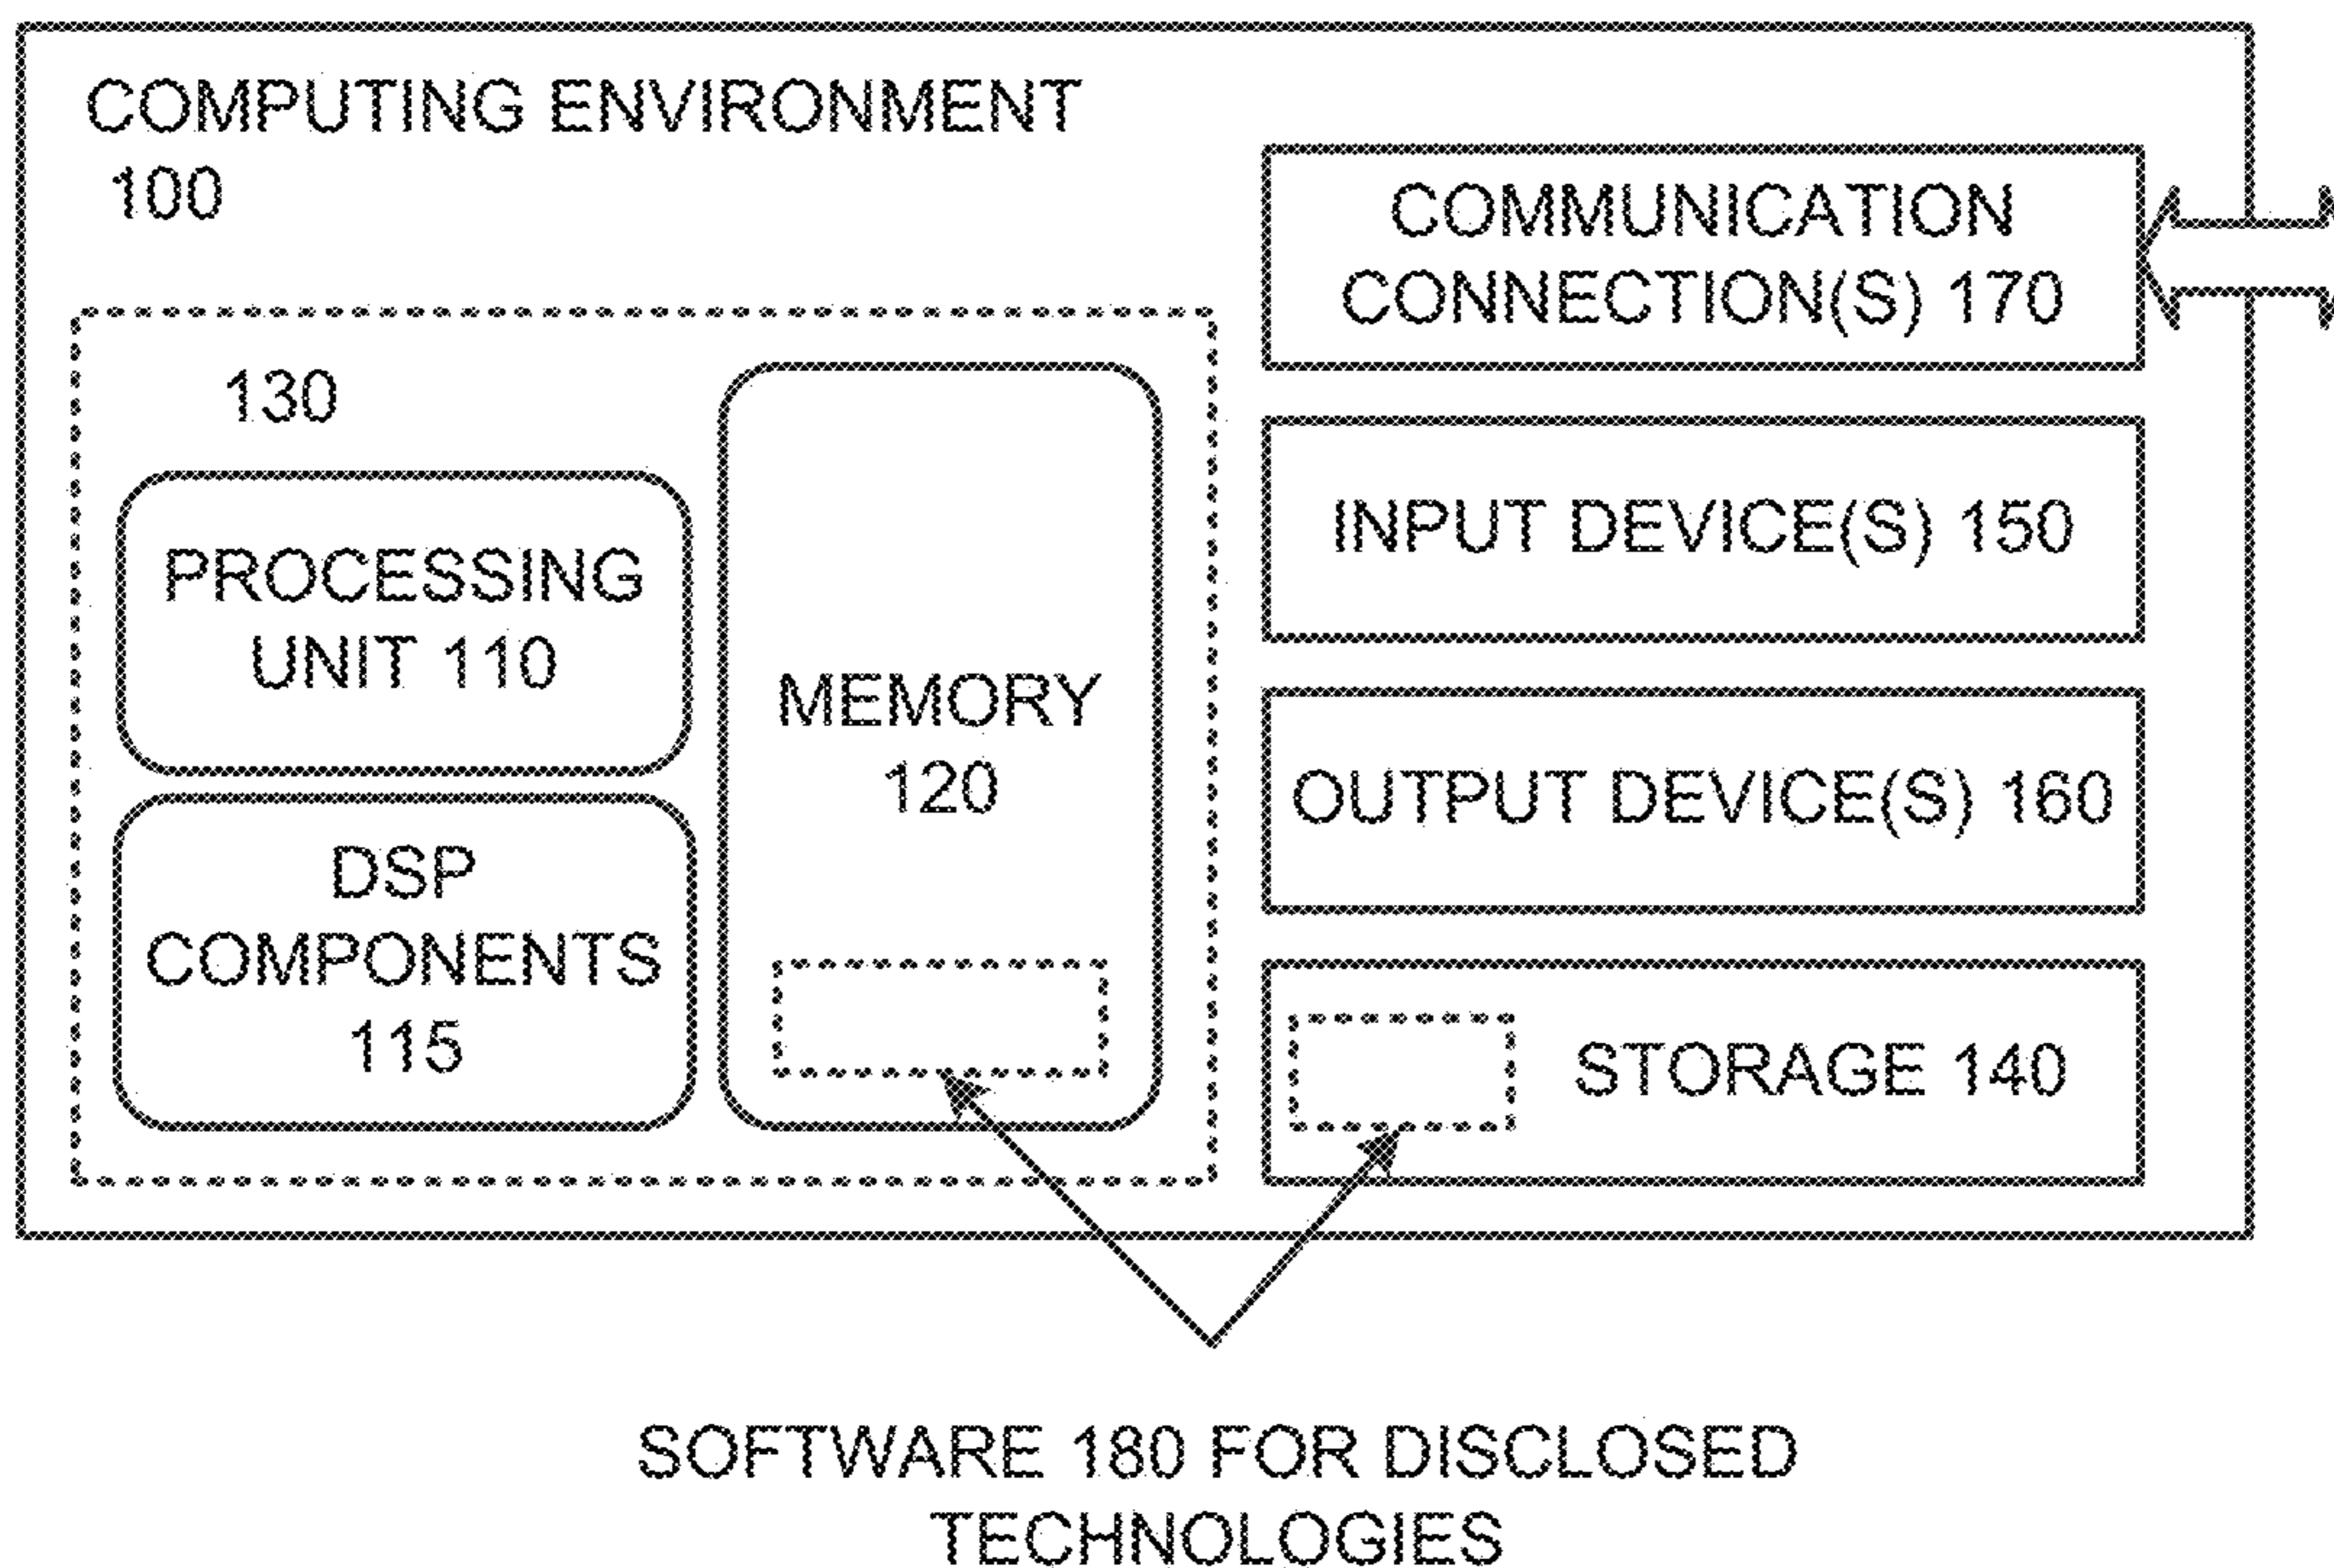 COMPUTING ENVIRONMENT
100
130
PROCESSING
UNIT 110
DSP
COMPONENTS
115
MEMORY
120
COMMUNICATION
CONNECTION(S) 170
INPUT DEVICE(S) 150
OUTPUT DEVICE(S) 160
STORAGE 140
SOFTWARE 180 FOR DISCLOSED
TECHNOLOGIES